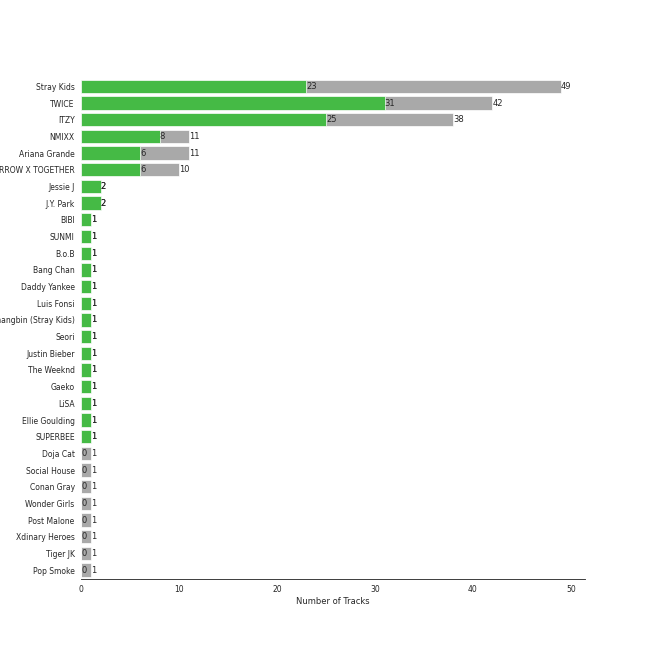 Stray Kids 23 49
TWICE 31 42
ITZY 25 38
NMIXX 8 11
Ariana Grande 6 11
RROW X TOGETHER 6 10
Jessie J 2
J.Y. Park 2
BIBI 1
SUNMI 1
B.o.B 1
Bang Chan 1
Daddy Yankee 1
Luis Fonsi 1
angbin (Stray Kids) 1
Seori 1
Justin Bieber 1
The Weeknd 1
Gaeko 1
LiSA 1
Ellie Goulding 1
SUPERBEE 1
Doja Cat 0 1
Social House 0 1
Conan Gray 0 1
Wonder Girls 0 1
Post Malone 0 1
Xdinary Heroes 0 1
Tiger JK 0 1
Pop Smoke 0 1
0 10 20 30 40 50
Number of Tracks